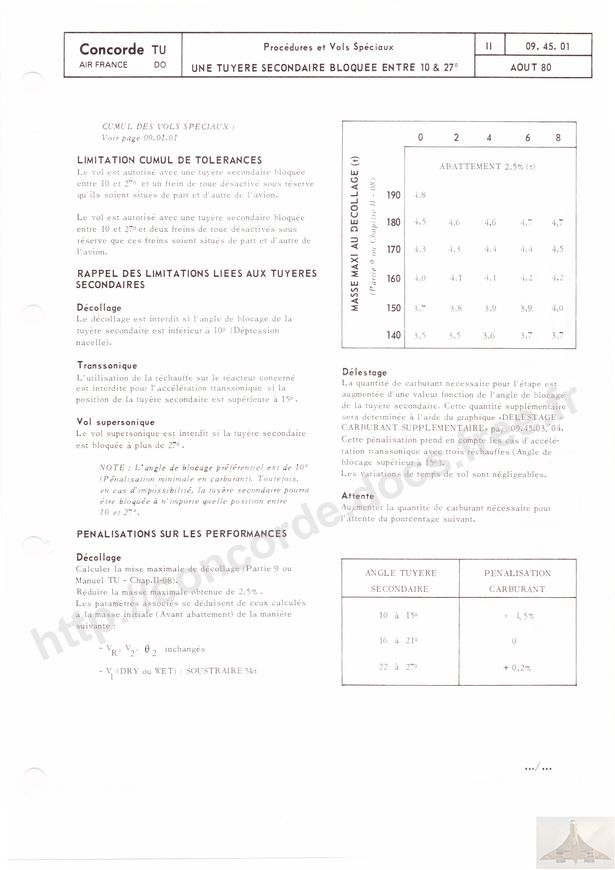 Concorde TU
AIR FRANCE DO
Procédures et Vols Spéciaux
UNE TUYERE SECONDAIRE BLOQUEE ENTRE 10 & 27°
II
09. 45. 01
AOUT 80
CUMUL DES VOLS SPECIAUX :
Voir page 09.01.01
LIMITATION CUMUL DE TOLERANCES
Le vol est autorisé avec une tuyère secondaire bloquée
entre 10 et 27° et un frein de roue désactivé sous réserve
qu'ils soient situés de part et d'autre de l'avion.
Le vol est autorisé avec une tuyère secondaire bloquée
entre 10 et 27° et deux freins de roue désactivés sous
réserve que ces freins soient situés de part et d'autre de
l'avion.
RAPPEL DES LIMITATIONS LIEES AUX TUYERES
SECONDAIRES
Décollage
Le décollage est interdit si l'angle de blocage de la
tuyère secondaire est inférieur à 10° (Dépression
nacelle).
Transsonique
L'utilisation de la réchauffe sur le réacteur concerné
est interdite pour l'accélération transsonique si la
position de la tuyère secondaire est supérieure à 15°.
Vol supersonique
Le vol supersonique est interdit si la tuyère secondaire
est bloquée à plus de 27°.
NOTE : L'angle de blocage préférentiel est de 10°
(Pénalisation minimale en carburant). Toutefois,
en cas d'impossibilité, la tuyère secondaire pourra
être bloquée à n'importe quelle position entre
10 et 27°.
PENALISATIONS SUR LES PERFORMANCES
Décollage
Calculer la mise maximale de décollage (Partie 9 ou
Manuel TU - Chap.II-08).
Réduire la masse maximale obtenue de 2,5%.
Les paramètres associés se déduisent de ceux calculés
à la masse initiale (Avant abattement) de la manière
suivante :
- VR, V2, θ2 inchangés
- V1 (DRY ou WET) : SOUSTRAIRE 5kt
MASSE MAXI AU DECOLLAGE (t)
(Partie 9 ou Chapitre II - 08)
0 2 4 6 8
ABATTEMENT 2,5% (t)
190 4.8
180 4.5 4.6 4.6 4.7 4.7
170 4.3 4.3 4.4 4.4 4.5
160 4.0 4.1 4.1 4.2 4.2
150 3.7 3.8 3.9 3.9 4.0
140 3.5 3.5 3.6 3.7 3.7
Délestage
La quantité de carburant nécessaire pour l'étape est
augmentée d'une valeur fonction de l'angle de blocage
de la tuyère secondaire. Cette quantité supplémentaire
sera déterminée à l'aide du graphique «DELESTAGE -
CARBURANT SUPPLEMENTAIRE» pag. 09.45.03/04.
Cette pénalisation prend en compte les cas d'accélé-
ration transsonique avec trois réchauffes (Angle de
blocage supérieur à 15°).
Les variations de temps de vol sont négligeables.
Attente
Augmenter la quantité de carburant nécessaire pour
l'attente du pourcentage suivant.
ANGLE TUYERE SECONDAIRE
PENALISATION CARBURANT
10 à 15° + 1,5%
16 à 21° 0
22 à 27° + 0,2%
.../...
http://concorde-docs.free.fr